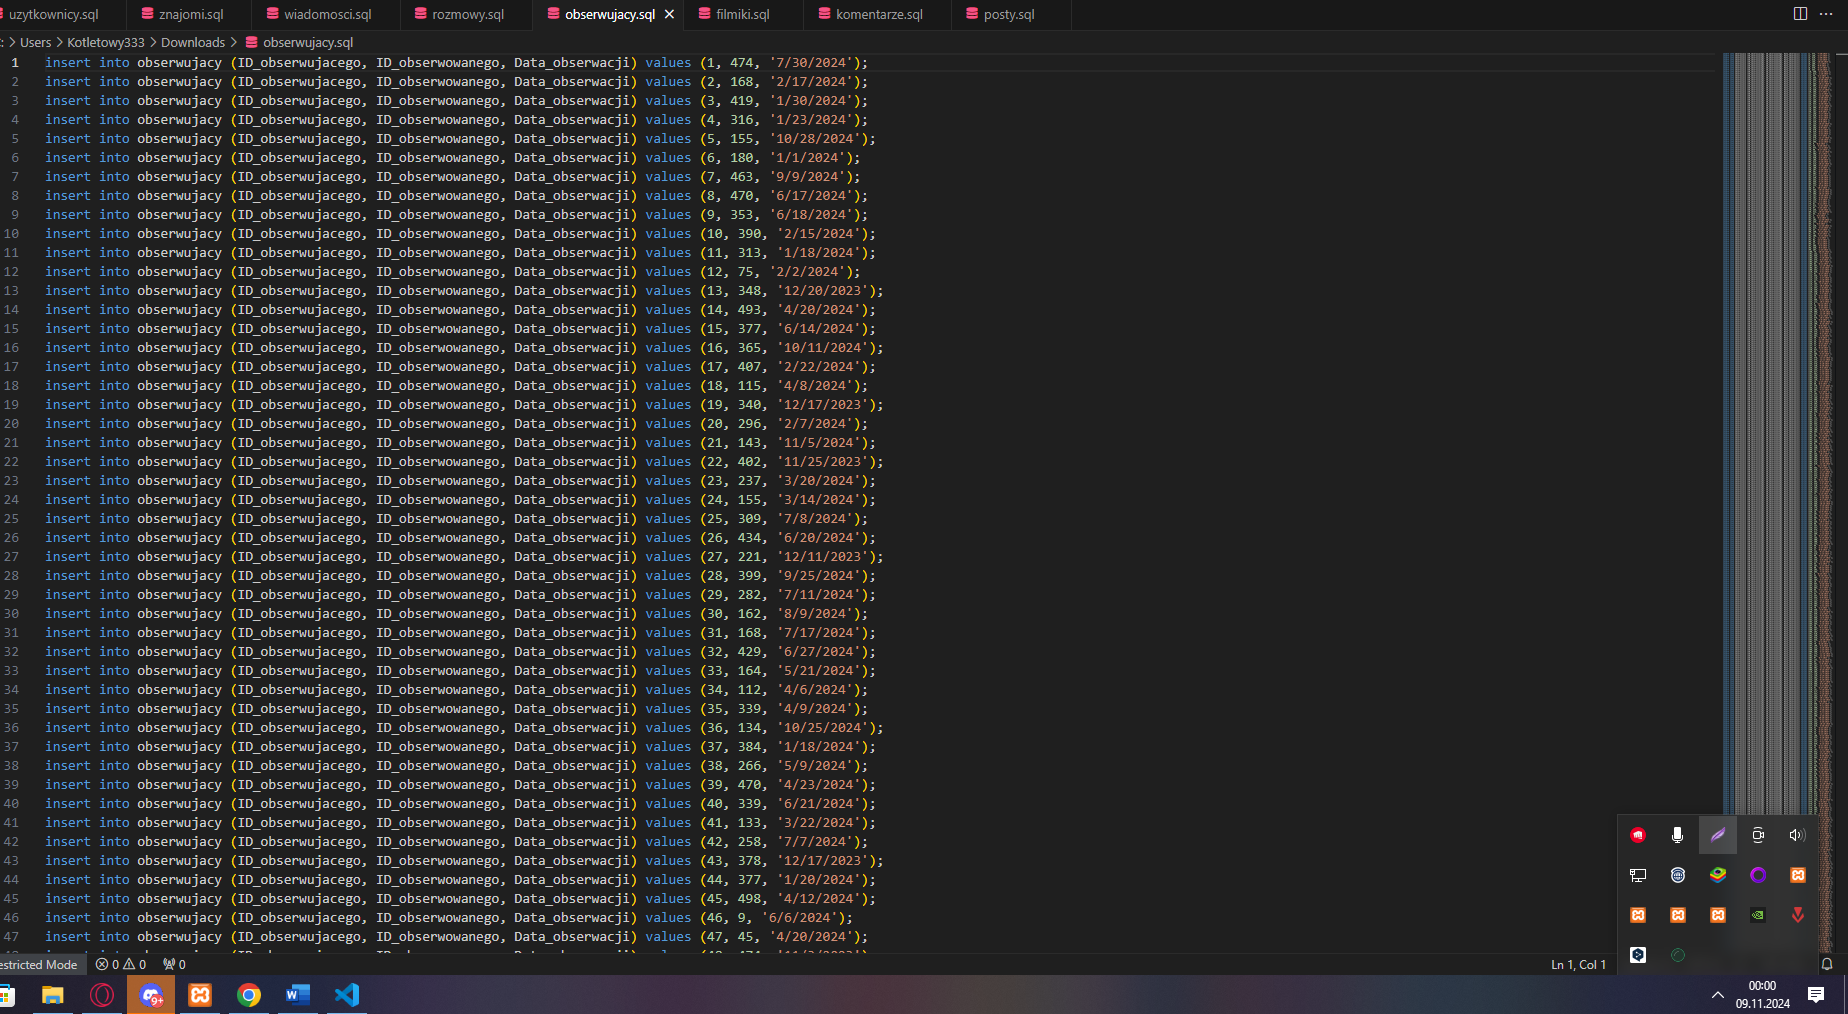 uzytkownicy.sql znajomi.sql wiadomosci.sql rozmowy.sql obserwujacy.sql filmiki.sql komentarze.sql posty.sql
: > Users > Kotletowy333 > Downloads > obserwujacy.sql
1 insert into obserwujacy (ID_obserwujacego, ID_obserwowanego, Data_obserwacji) values (1, 474, '7/30/2024');
2 insert into obserwujacy (ID_obserwujacego, ID_obserwowanego, Data_obserwacji) values (2, 168, '2/17/2024');
3 insert into obserwujacy (ID_obserwujacego, ID_obserwowanego, Data_obserwacji) values (3, 419, '1/30/2024');
4 insert into obserwujacy (ID_obserwujacego, ID_obserwowanego, Data_obserwacji) values (4, 316, '1/23/2024');
5 insert into obserwujacy (ID_obserwujacego, ID_obserwowanego, Data_obserwacji) values (5, 155, '10/28/2024');
6 insert into obserwujacy (ID_obserwujacego, ID_obserwowanego, Data_obserwacji) values (6, 180, '1/1/2024');
7 insert into obserwujacy (ID_obserwujacego, ID_obserwowanego, Data_obserwacji) values (7, 463, '9/9/2024');
8 insert into obserwujacy (ID_obserwujacego, ID_obserwowanego, Data_obserwacji) values (8, 470, '6/17/2024');
9 insert into obserwujacy (ID_obserwujacego, ID_obserwowanego, Data_obserwacji) values (9, 353, '6/18/2024');
10 insert into obserwujacy (ID_obserwujacego, ID_obserwowanego, Data_obserwacji) values (10, 390, '2/15/2024');
11 insert into obserwujacy (ID_obserwujacego, ID_obserwowanego, Data_obserwacji) values (11, 313, '1/18/2024');
12 insert into obserwujacy (ID_obserwujacego, ID_obserwowanego, Data_obserwacji) values (12, 75, '2/2/2024');
13 insert into obserwujacy (ID_obserwujacego, ID_obserwowanego, Data_obserwacji) values (13, 348, '12/20/2023');
14 insert into obserwujacy (ID_obserwujacego, ID_obserwowanego, Data_obserwacji) values (14, 493, '4/20/2024');
15 insert into obserwujacy (ID_obserwujacego, ID_obserwowanego, Data_obserwacji) values (15, 377, '6/14/2024');
16 insert into obserwujacy (ID_obserwujacego, ID_obserwowanego, Data_obserwacji) values (16, 365, '10/11/2024');
17 insert into obserwujacy (ID_obserwujacego, ID_obserwowanego, Data_obserwacji) values (17, 407, '2/22/2024');
18 insert into obserwujacy (ID_obserwujacego, ID_obserwowanego, Data_obserwacji) values (18, 115, '4/8/2024');
19 insert into obserwujacy (ID_obserwujacego, ID_obserwowanego, Data_obserwacji) values (19, 340, '12/17/2023');
20 insert into obserwujacy (ID_obserwujacego, ID_obserwowanego, Data_obserwacji) values (20, 296, '2/7/2024');
21 insert into obserwujacy (ID_obserwujacego, ID_obserwowanego, Data_obserwacji) values (21, 143, '11/5/2024');
22 insert into obserwujacy (ID_obserwujacego, ID_obserwowanego, Data_obserwacji) values (22, 402, '11/25/2023');
23 insert into obserwujacy (ID_obserwujacego, ID_obserwowanego, Data_obserwacji) values (23, 237, '3/20/2024');
24 insert into obserwujacy (ID_obserwujacego, ID_obserwowanego, Data_obserwacji) values (24, 155, '3/14/2024');
25 insert into obserwujacy (ID_obserwujacego, ID_obserwowanego, Data_obserwacji) values (25, 309, '7/8/2024');
26 insert into obserwujacy (ID_obserwujacego, ID_obserwowanego, Data_obserwacji) values (26, 434, '6/20/2024');
27 insert into obserwujacy (ID_obserwujacego, ID_obserwowanego, Data_obserwacji) values (27, 221, '12/11/2023');
28 insert into obserwujacy (ID_obserwujacego, ID_obserwowanego, Data_obserwacji) values (28, 399, '9/25/2024');
29 insert into obserwujacy (ID_obserwujacego, ID_obserwowanego, Data_obserwacji) values (29, 282, '7/11/2024');
30 insert into obserwujacy (ID_obserwujacego, ID_obserwowanego, Data_obserwacji) values (30, 162, '8/9/2024');
31 insert into obserwujacy (ID_obserwujacego, ID_obserwowanego, Data_obserwacji) values (31, 168, '7/17/2024');
32 insert into obserwujacy (ID_obserwujacego, ID_obserwowanego, Data_obserwacji) values (32, 429, '6/27/2024');
33 insert into obserwujacy (ID_obserwujacego, ID_obserwowanego, Data_obserwacji) values (33, 164, '5/21/2024');
34 insert into obserwujacy (ID_obserwujacego, ID_obserwowanego, Data_obserwacji) values (34, 112, '4/6/2024');
35 insert into obserwujacy (ID_obserwujacego, ID_obserwowanego, Data_obserwacji) values (35, 339, '4/9/2024');
36 insert into obserwujacy (ID_obserwujacego, ID_obserwowanego, Data_obserwacji) values (36, 134, '10/25/2024');
37 insert into obserwujacy (ID_obserwujacego, ID_obserwowanego, Data_obserwacji) values (37, 384, '1/18/2024');
38 insert into obserwujacy (ID_obserwujacego, ID_obserwowanego, Data_obserwacji) values (38, 266, '5/9/2024');
39 insert into obserwujacy (ID_obserwujacego, ID_obserwowanego, Data_obserwacji) values (39, 470, '4/23/2024');
40 insert into obserwujacy (ID_obserwujacego, ID_obserwowanego, Data_obserwacji) values (40, 339, '6/21/2024');
41 insert into obserwujacy (ID_obserwujacego, ID_obserwowanego, Data_obserwacji) values (41, 133, '3/22/2024');
42 insert into obserwujacy (ID_obserwujacego, ID_obserwowanego, Data_obserwacji) values (42, 258, '7/7/2024');
43 insert into obserwujacy (ID_obserwujacego, ID_obserwowanego, Data_obserwacji) values (43, 378, '12/17/2023');
44 insert into obserwujacy (ID_obserwujacego, ID_obserwowanego, Data_obserwacji) values (44, 377, '1/20/2024');
45 insert into obserwujacy (ID_obserwujacego, ID_obserwowanego, Data_obserwacji) values (45, 498, '4/12/2024');
46 insert into obserwujacy (ID_obserwujacego, ID_obserwowanego, Data_obserwacji) values (46, 9, '6/6/2024');
47 insert into obserwujacy (ID_obserwujacego, ID_obserwowanego, Data_obserwacji) values (47, 45, '4/20/2024');
estricted Mode 0 0 0 Ln 1, Col 1
9+ 00:00
09.11.2024